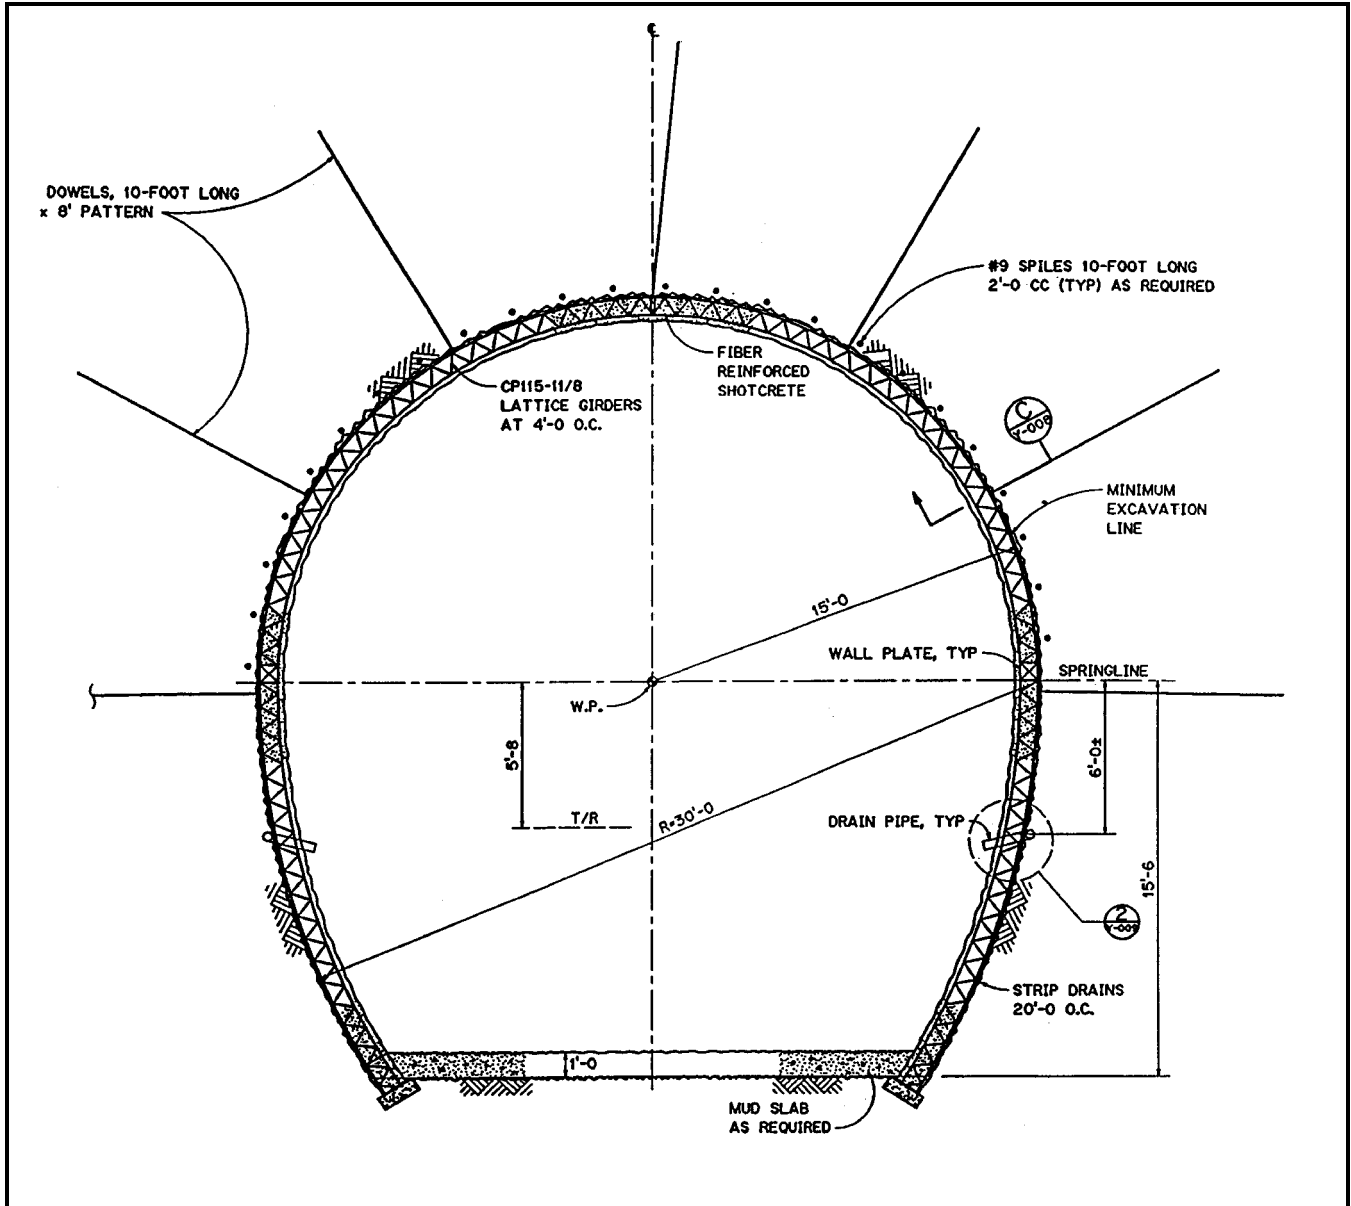 ℄
DOWELS, 10-FOOT LONG
x 8' PATTERN
#9 SPILES 10-FOOT LONG
2'-0 CC (TYP) AS REQUIRED
FIBER
REINFORCED
SHOTCRETE
CP115-11/8
LATTICE GIRDERS
AT 4'-0 O.C.
C
Y-008
MINIMUM
EXCAVATION
LINE
15'-0
WALL PLATE, TYP
SPRINGLINE
W.P.
5'-8
6'-0±
T/R
R=30'-0
DRAIN PIPE, TYP
15'-6
2
Y-009
STRIP DRAINS
20'-0 O.C.
1'-0
MUD SLAB
AS REQUIRED